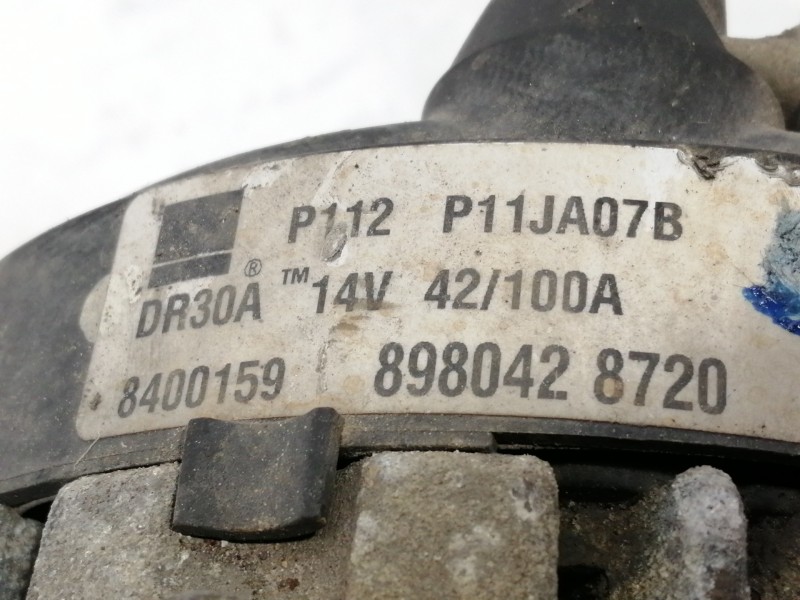 P112 P11JA07B
® DR30A ™ 14V 42/100A
8400159 898042 8720